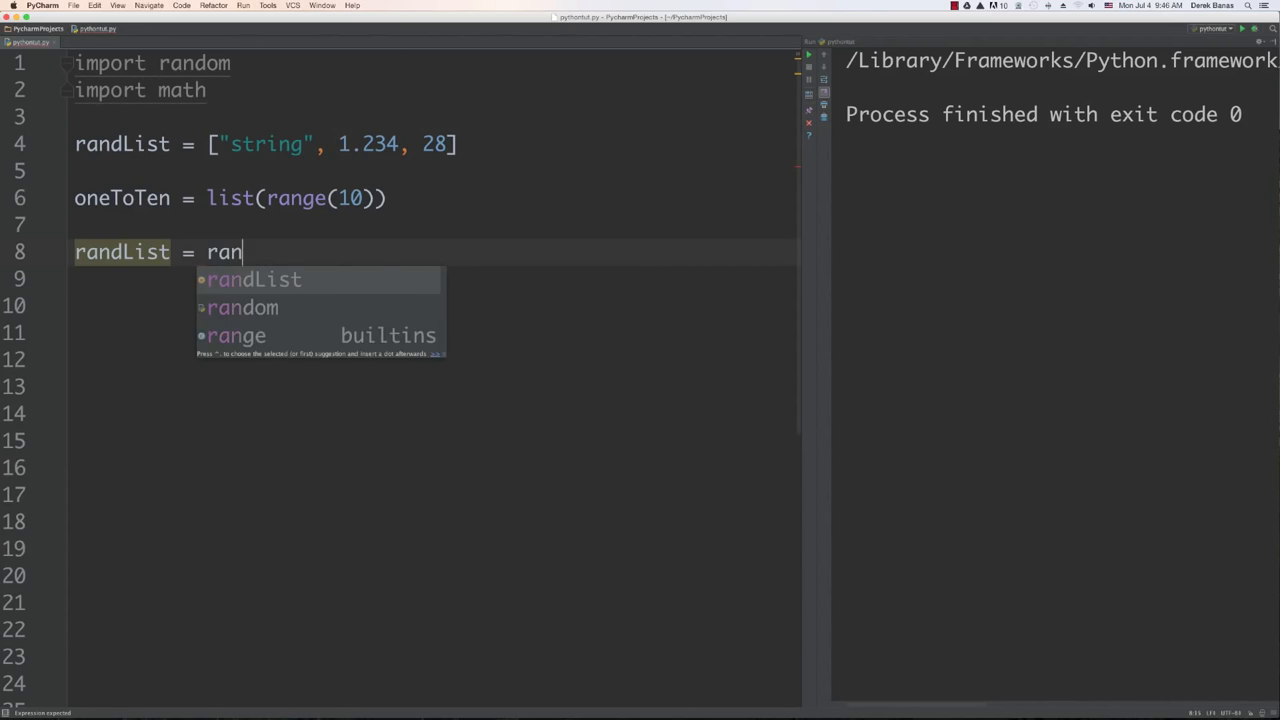 PyCharm File Edit View Navigate Code Refactor Run Tools VCS Window Help
10 Mon Jul 4 9:46 AM Derek Banas
pythontut.py - PycharmProjects - [~/PycharmProjects]
PycharmProjects pythontut.py
pythontut
pythontut.py
Run pythontut
1 import random
2 import math
3
4 randList = ["string", 1.234, 28]
5
6 oneToTen = list(range(10))
7
8 randList = ran
9
10
11
12
13
14
15
16
17
18
19
20
21
22
23
24
25
randList
random
range builtins
Press ^. to choose the selected (or first) suggestion and insert a dot afterwards >>
/Library/Frameworks/Python.framework
Process finished with exit code 0
Expression expected
8:15 LF÷ UTF-8÷